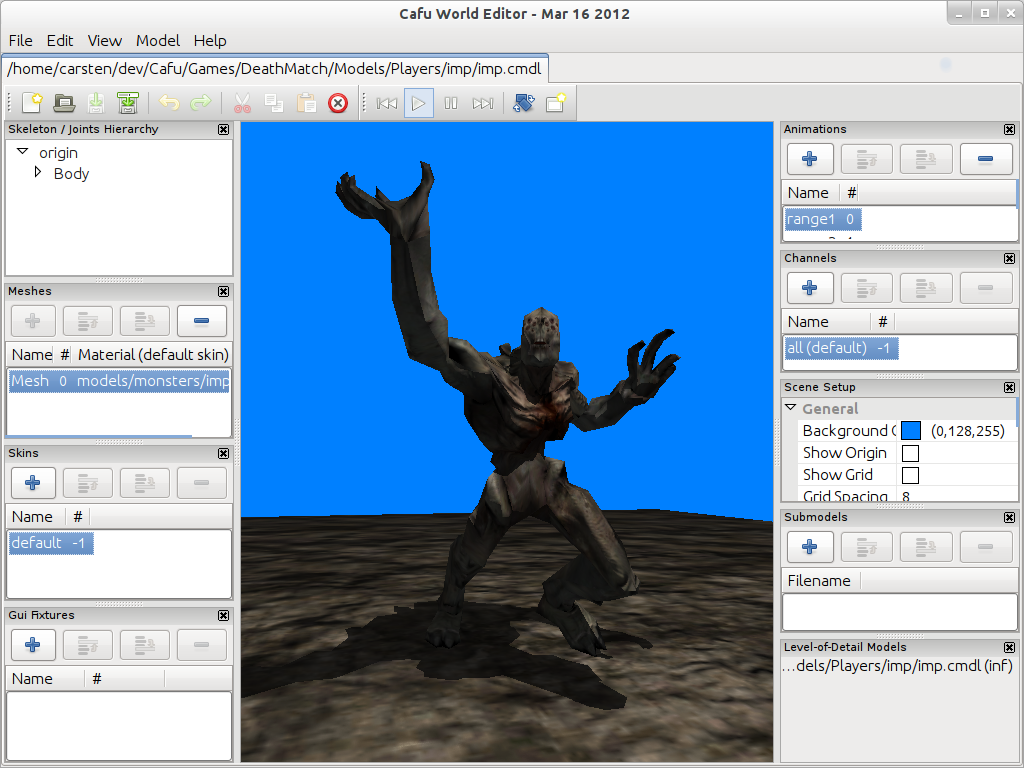 Cafu World Editor - Mar 16 2012
File Edit View Model Help
/home/carsten/dev/Cafu/Games/DeathMatch/Models/Players/imp/imp.cmdl
Skeleton / Joints Hierarchy
origin
Body
Meshes
Name # Material (default skin)
Mesh 0 models/monsters/imp
Skins
Name #
default -1
Gui Fixtures
Name #
Animations
Name #
range1 0
Channels
Name #
all (default) -1
Scene Setup
General
Background (0,128,255)
Show Origin
Show Grid
Grid Spacing 8
Submodels
Filename
Level-of-Detail Models
...dels/Players/imp/imp.cmdl (inf)